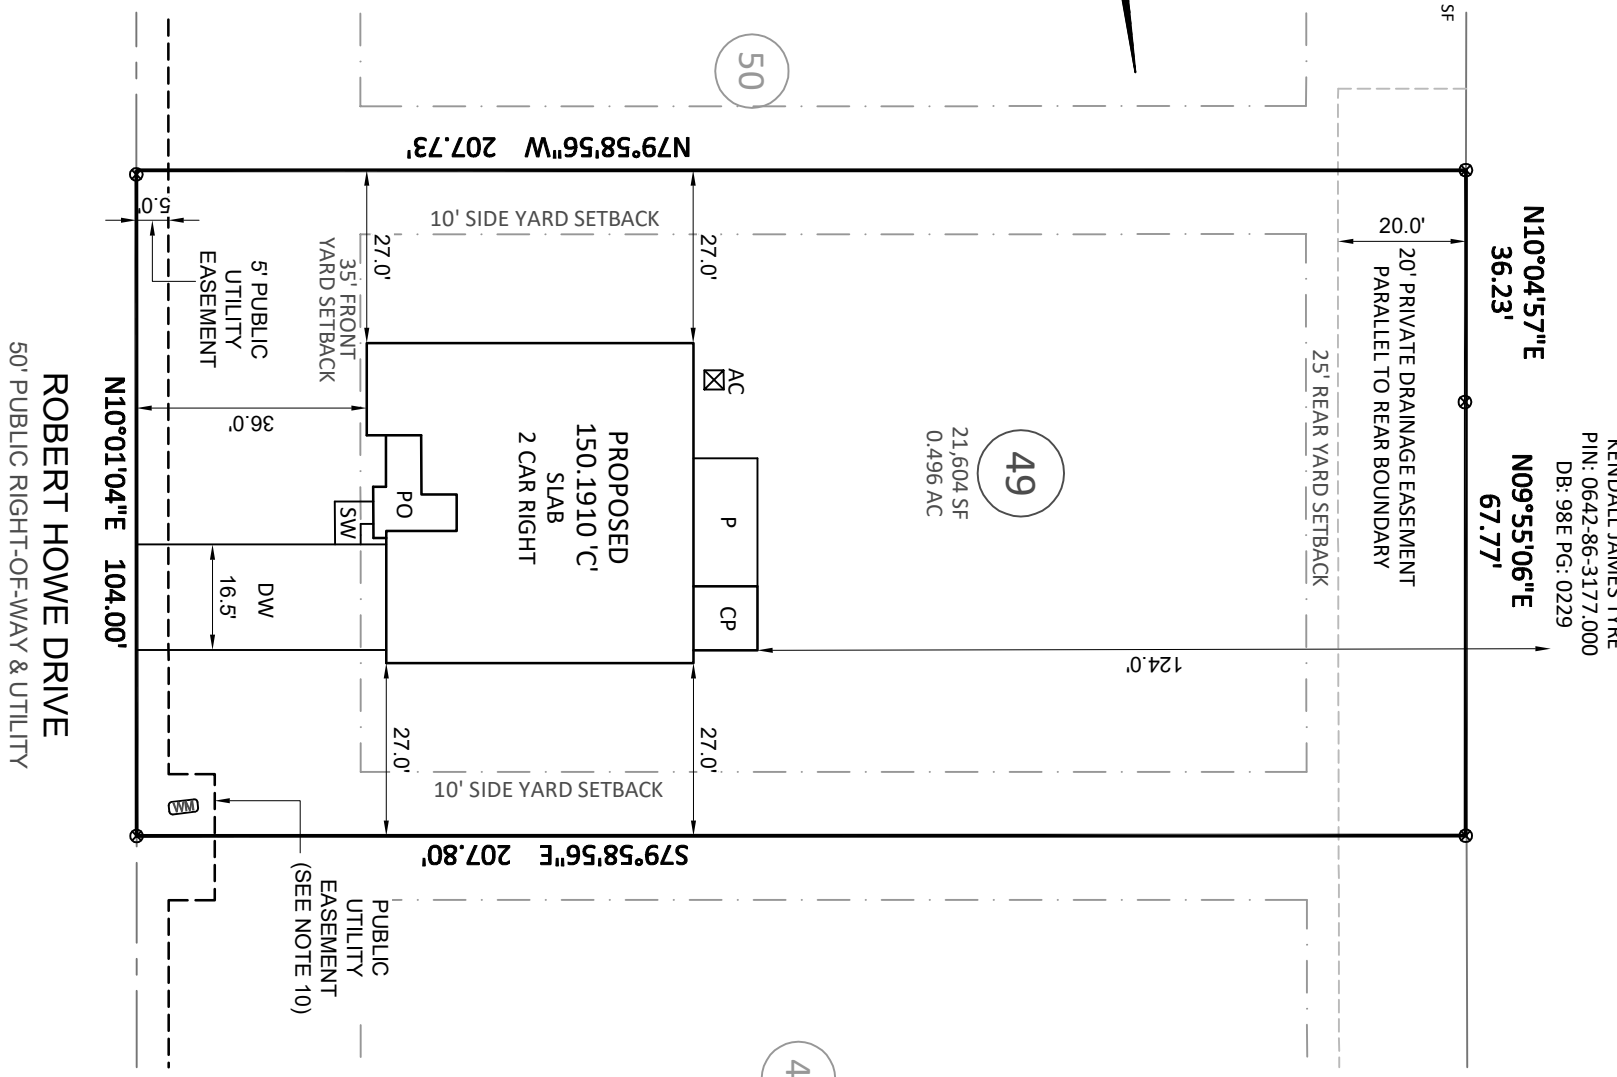 SF
50
N79°58'56"W 207.73'
5.0'
10' SIDE YARD SETBACK
20.0'
N10°04'57"E
36.23'
20' PRIVATE DRAINAGE EASEMENT
PARALLEL TO REAR BOUNDARY
27.0'
27.0'
35' FRONT
YARD SETBACK
5' PUBLIC
UTILITY
EASEMENT
25' REAR YARD SETBACK
AC
36.0'
49
21,604 SF
0.496 AC
PROPOSED
150.1910 'C'
SLAB
2 CAR RIGHT
PO
SW
P
CP
N09°55'06"E
67.77'
KENDALL JAMES TYRE
PIN: 0642-86-3177.000
DB: 98E PG: 0229
DW
16.5'
124.0'
N10°01'04"E 104.00'
ROBERT HOWE DRIVE
50' PUBLIC RIGHT-OF-WAY & UTILITY
27.0'
27.0'
10' SIDE YARD SETBACK
WM
S79°58'56"E 207.80'
PUBLIC
UTILITY
EASEMENT
(SEE NOTE 10)
4